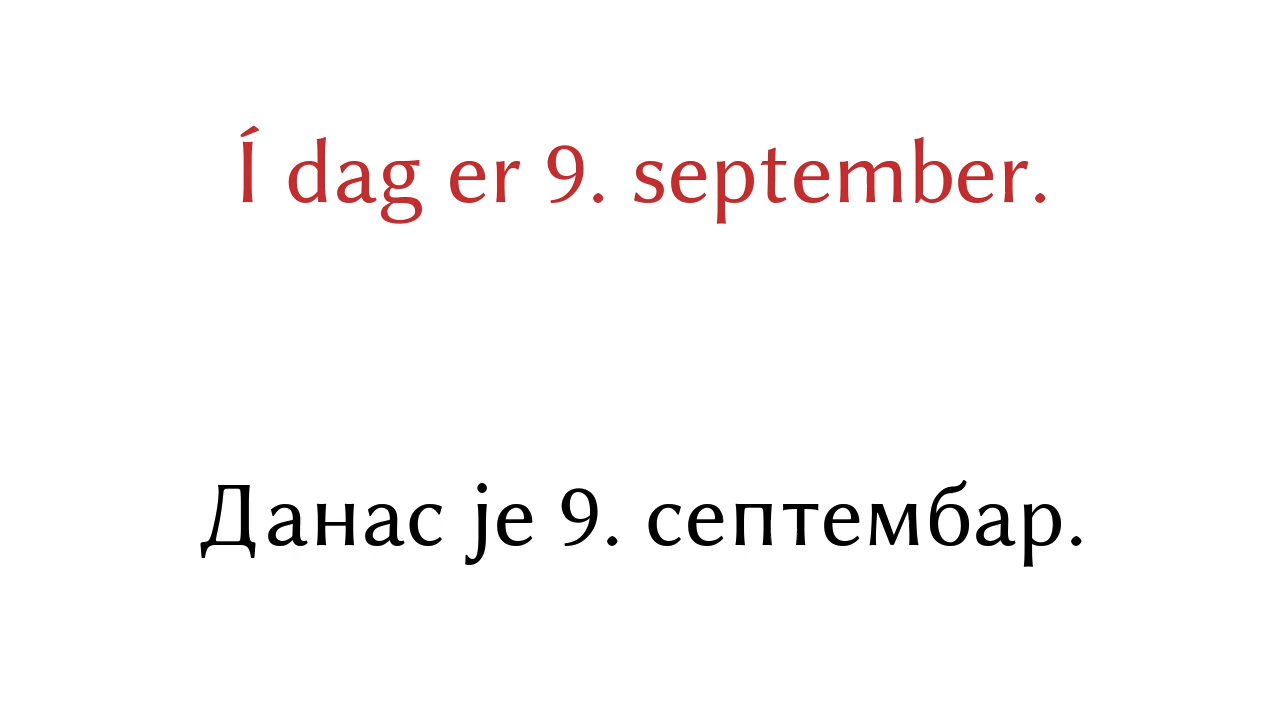 Í dag er 9. september.
Данас је 9. септембар.